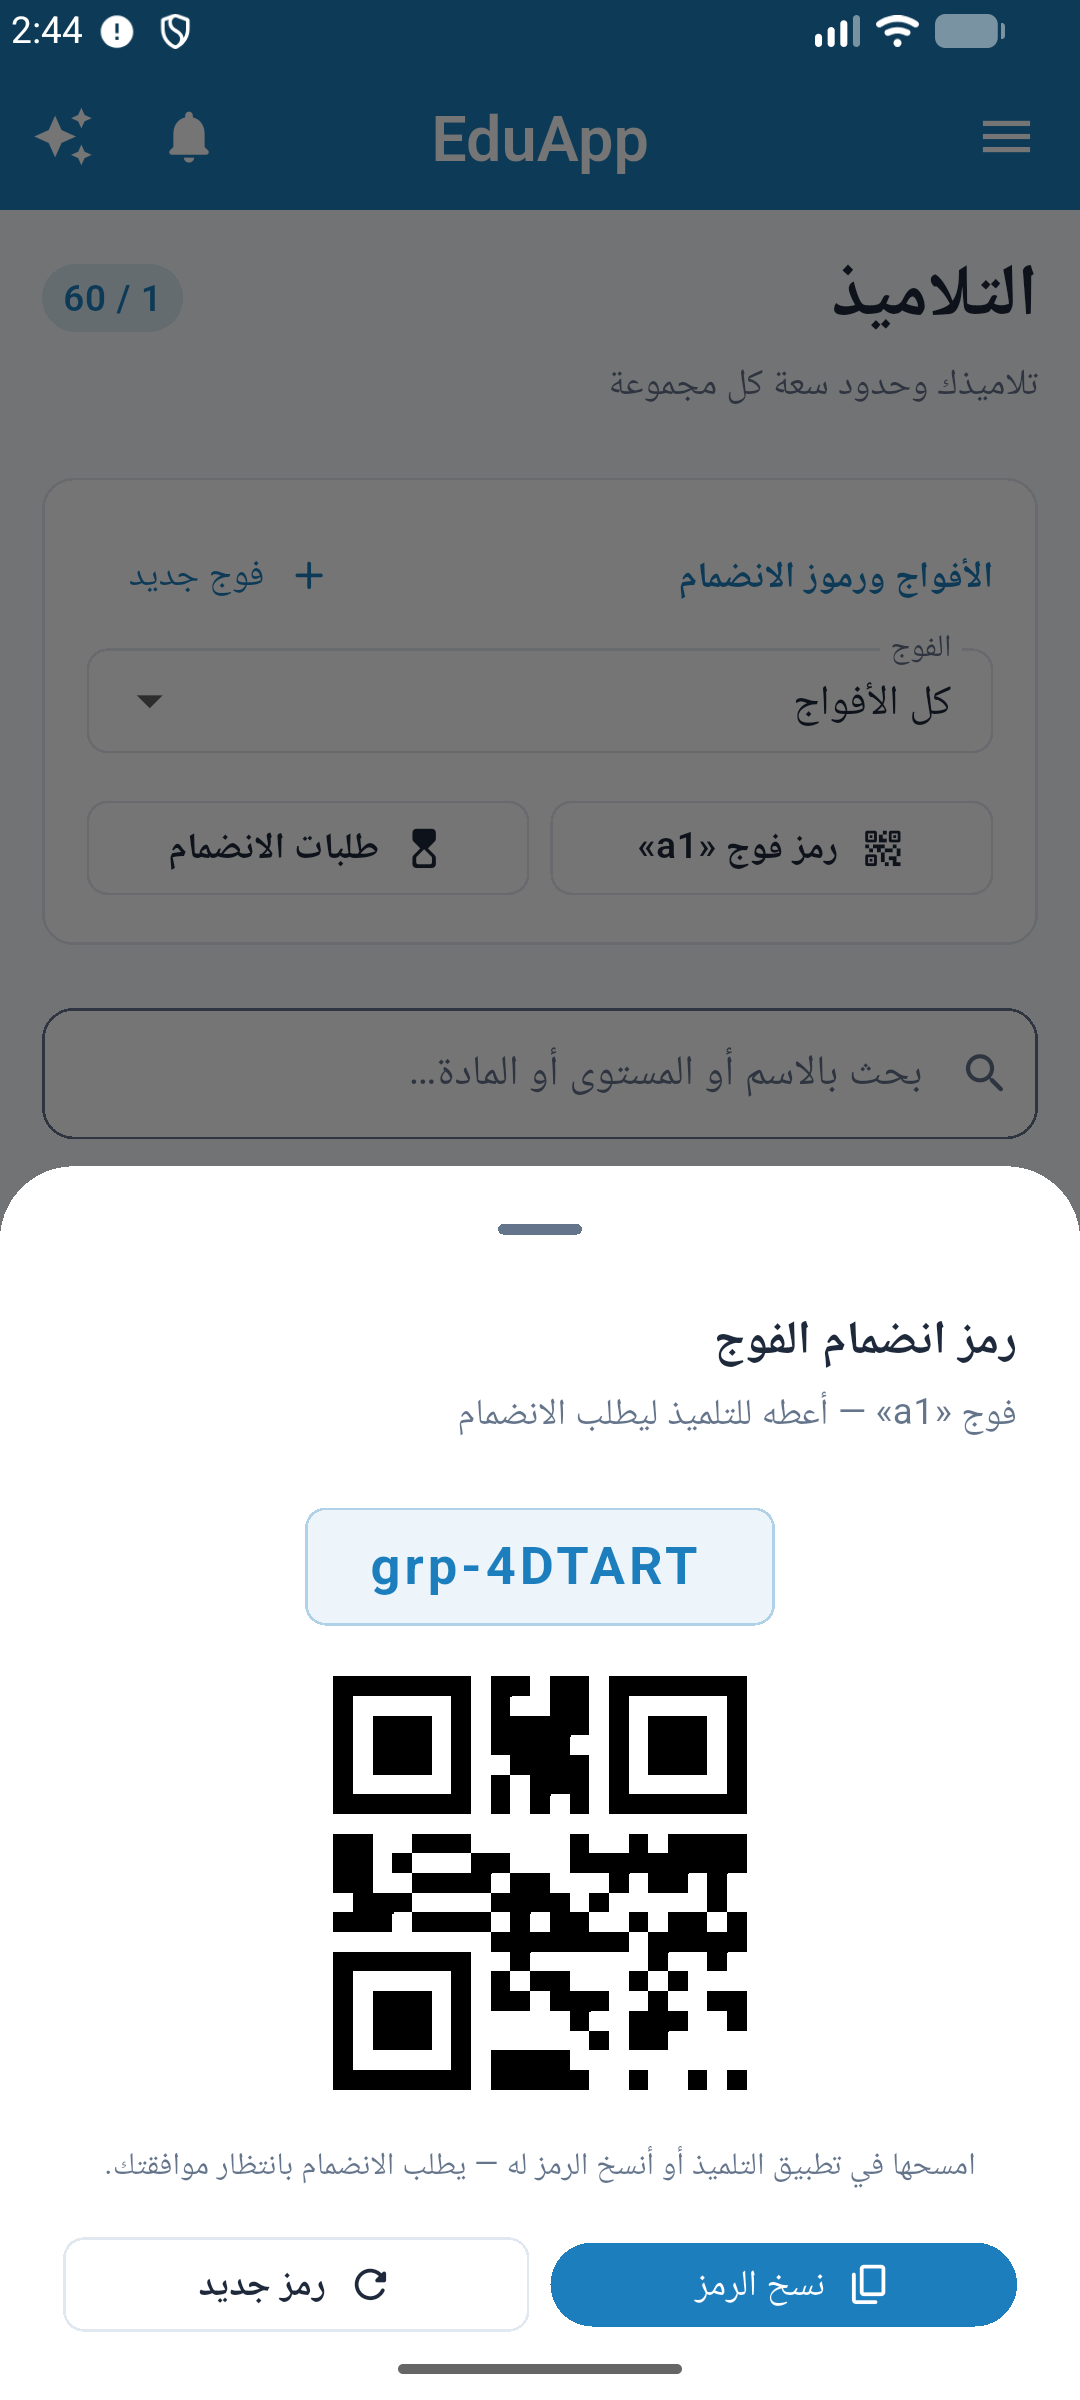 2:44
EduApp
التلاميذ
60 / 1
تلاميذك وحدود سعة كل مجموعة
الأفواج ورموز الانضمام
فوج جديد
الفوج
كل الأفواج
رمز فوج «a1»
طلبات الانضمام
بحث بالاسم أو المستوى أو المادة...
رمز انضمام الفوج
فوج «a1» — أعطه للتلميذ ليطلب الانضمام
grp-4DTART
امسحها في تطبيق التلميذ أو أنسخ الرمز له — يطلب الانضمام بانتظار موافقتك.
نسخ الرمز
رمز جديد